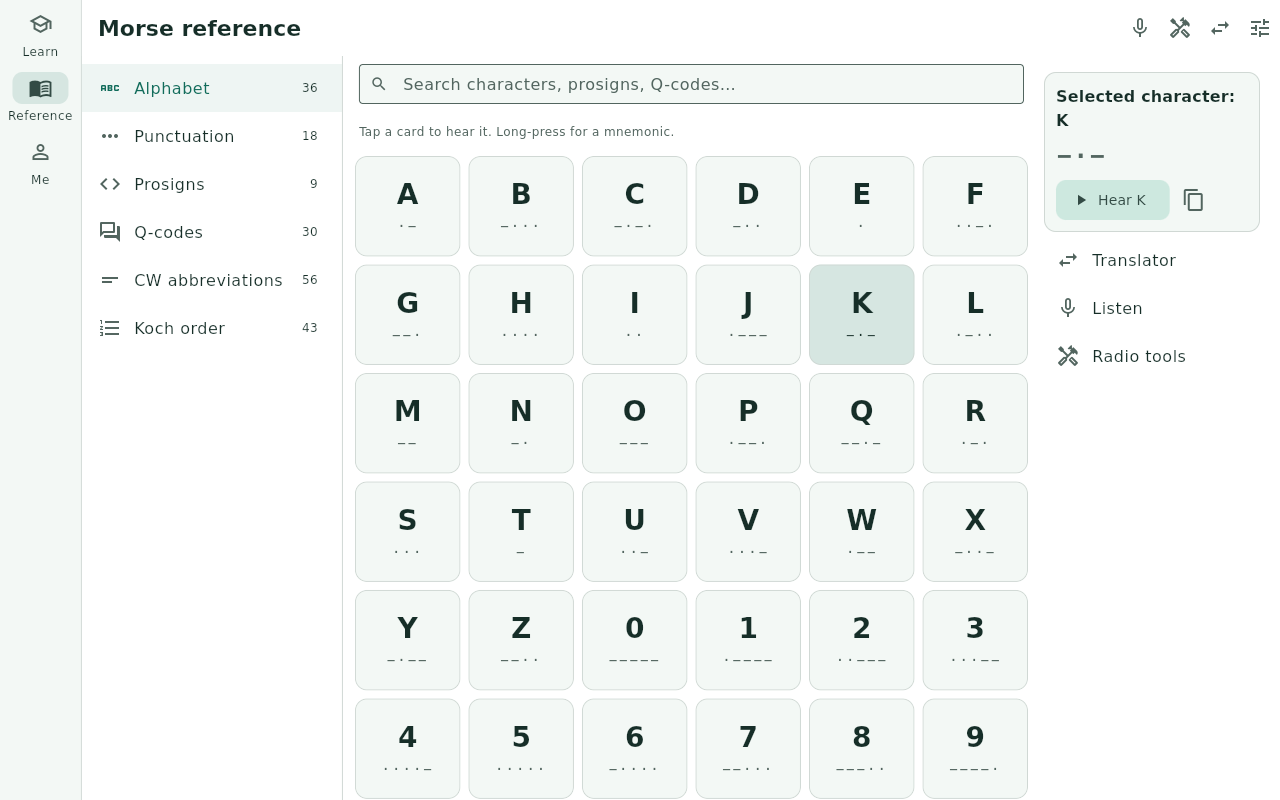 Learn
Reference
Me
Morse reference
ABC Alphabet 36
Punctuation 18
Prosigns 9
Q-codes 30
CW abbreviations 56
Koch order 43
Search characters, prosigns, Q-codes...
Tap a card to hear it. Long-press for a mnemonic.
A B C D E F
·− −··· −·−· −·· · ··−·
G H I J K L
−−· ···· ·· ·−−− −·− ·−··
M N O P Q R
−− −· −−− ·−−· −−·− ·−·
S T U V W X
··· − ··− ···− ·−− −··−
Y Z 0 1 2 3
−·−− −−·· −−−−− ·−−−− ··−−− ···−−
4 5 6 7 8 9
····− ····· −···· −−··· −−−·· −−−−·
Selected character:
K
−·−
Hear K
Translator
Listen
Radio tools